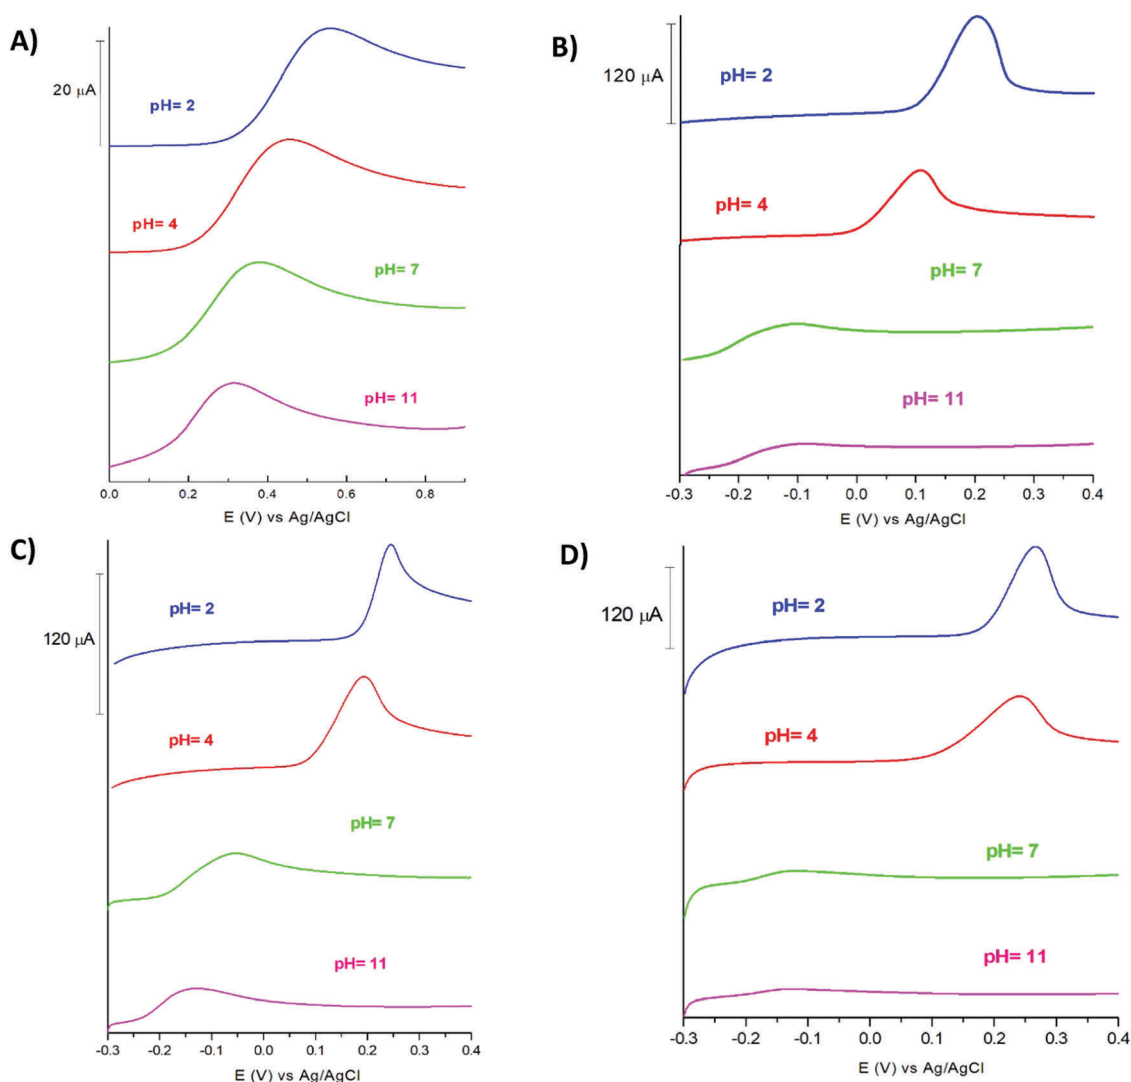 A)
20 µA
pH= 2
pH= 4
pH= 7
pH= 11
0.0 0.2 0.4 0.6 0.8
E (V) vs Ag/AgCl
B)
120 µA
pH= 2
pH= 4
pH= 7
pH= 11
-0.3 -0.2 -0.1 0.0 0.1 0.2 0.3 0.4
E (V) vs Ag/AgCl
C)
120 µA
pH= 2
pH= 4
pH= 7
pH= 11
-0.3 -0.2 -0.1 0.0 0.1 0.2 0.3 0.4
E (V) vs Ag/AgCl
D)
120 µA
pH= 2
pH= 4
pH= 7
pH= 11
-0.3 -0.2 -0.1 0.0 0.1 0.2 0.3 0.4
E (V) vs Ag/AgCl